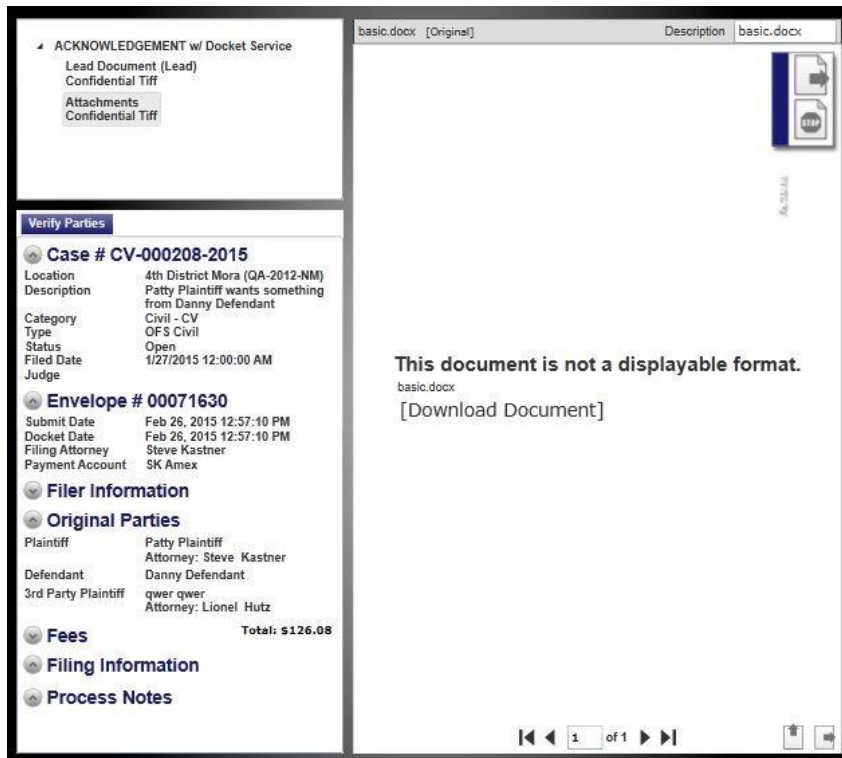 ACKNOWLEDGEMENT w/ Docket Service
Lead Document (Lead)
Confidential Tiff
Attachments
Confidential Tiff
Verify Parties
Case # CV-000208-2015
Location 4th District Mora (QA-2012-NM)
Description Patty Plaintiff wants something
from Danny Defendant
Category Civil - CV
Type OFS Civil
Status Open
Filed Date 1/27/2015 12:00:00 AM
Judge
Envelope # 00071630
Submit Date Feb 26, 2015 12:57:10 PM
Docket Date Feb 26, 2015 12:57:10 PM
Filing Attorney Steve Kastner
Payment Account SK Amex
Filer Information
Original Parties
Plaintiff Patty Plaintiff
Attorney: Steve Kastner
Defendant Danny Defendant
3rd Party Plaintiff qwer qwer
Attorney: Lionel Hutz
Fees Total: $126.08
Filing Information
Process Notes
basic.docx [Original] Description basic.docx
STOP
This document is not a displayable format.
basic.docx
[Download Document]
1 of 1